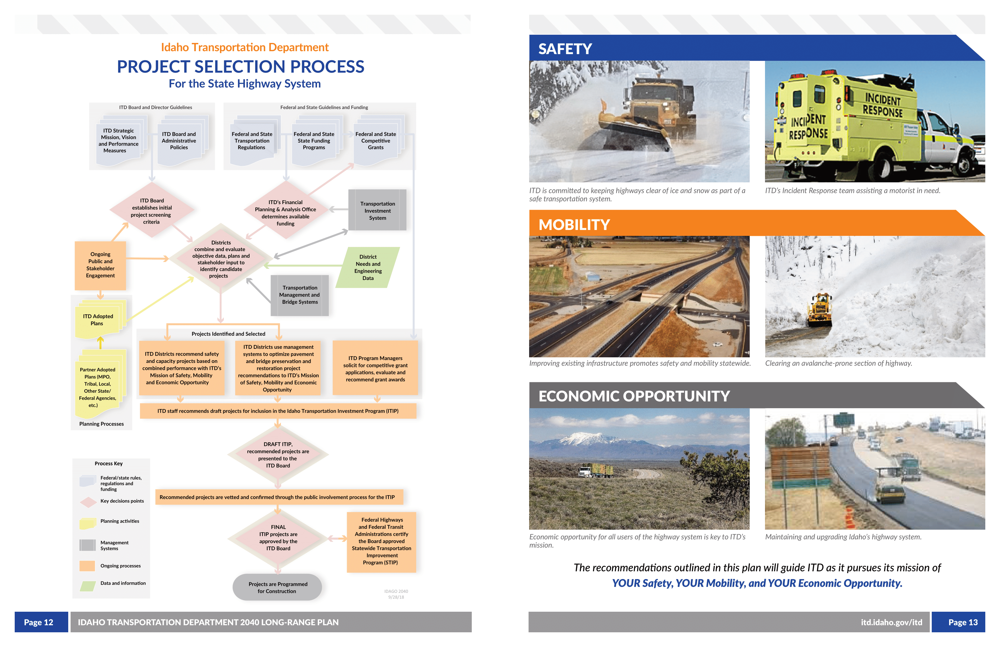 Idaho Transportation Department
PROJECT SELECTION PROCESS
For the State Highway System
ITD Board and Director Guidelines
ITD Strategic
Mission, Vision
and Performance
Measures
ITD Board and
Administrative
Policies
Federal and State Guidelines and Funding
Federal and State
Transportation
Regulations
Federal and State
State Funding
Programs
Federal and State
Competitive
Grants
ITD Board
establishes initial
project screening
criteria
ITD's Financial
Planning & Analysis Office
determines available
funding
Transportation
Investment
System
Ongoing
Public and
Stakeholder
Engagement
Districts
combine and evaluate
objective data, plans and
stakeholder input to
identify candidate
projects
District
Needs and
Engineering
Data
Transportation
Management and
Bridge Systems
ITD Adopted
Plans
Partner Adopted
Plans (MPO,
Tribal, Local,
Other State/
Federal Agencies,
etc.)
Planning Processes
Projects Identified and Selected
ITD Districts recommend safety
and capacity projects based on
combined performance with ITD's
Mission of Safety, Mobility
and Economic Opportunity
ITD Districts use management
systems to optimize pavement
and bridge preservation and
restoration project
recommendations to ITD's Mission
of Safety, Mobility and Economic
Opportunity
ITD Program Managers
solicit for competitive grant
applications, evaluate and
recommend grant awards
ITD staff recommends draft projects for inclusion in the Idaho Transportation Investment Program (ITIP)
DRAFT ITIP,
recommended projects are
presented to the
ITD Board
Recommended projects are vetted and confirmed through the public involvement process for the ITIP
FINAL
ITIP projects are
approved by the
ITD Board
Federal Highways
and Federal Transit
Administrations certify
the Board approved
Statewide Transportation
Improvement
Program (STIP)
Projects are Programmed
for Construction
IDAGO 2040
9/28/18
Process Key
Federal/state rules,
regulations and
funding
Key decisions points
Planning activities
Management
Systems
Ongoing processes
Data and information
Page 12
IDAHO TRANSPORTATION DEPARTMENT 2040 LONG-RANGE PLAN
SAFETY
INCIDENT
RESPONSE
INCIDENT
RESPONSE
ITD is committed to keeping highways clear of ice and snow as part of a
safe transportation system.
ITD's Incident Response team assisting a motorist in need.
MOBILITY
Improving existing infrastructure promotes safety and mobility statewide.
Clearing an avalanche-prone section of highway.
ECONOMIC OPPORTUNITY
Economic opportunity for all users of the highway system is key to ITD's
mission.
Maintaining and upgrading Idaho's highway system.
The recommendations outlined in this plan will guide ITD as it pursues its mission of
YOUR Safety, YOUR Mobility, and YOUR Economic Opportunity.
itd.idaho.gov/itd
Page 13